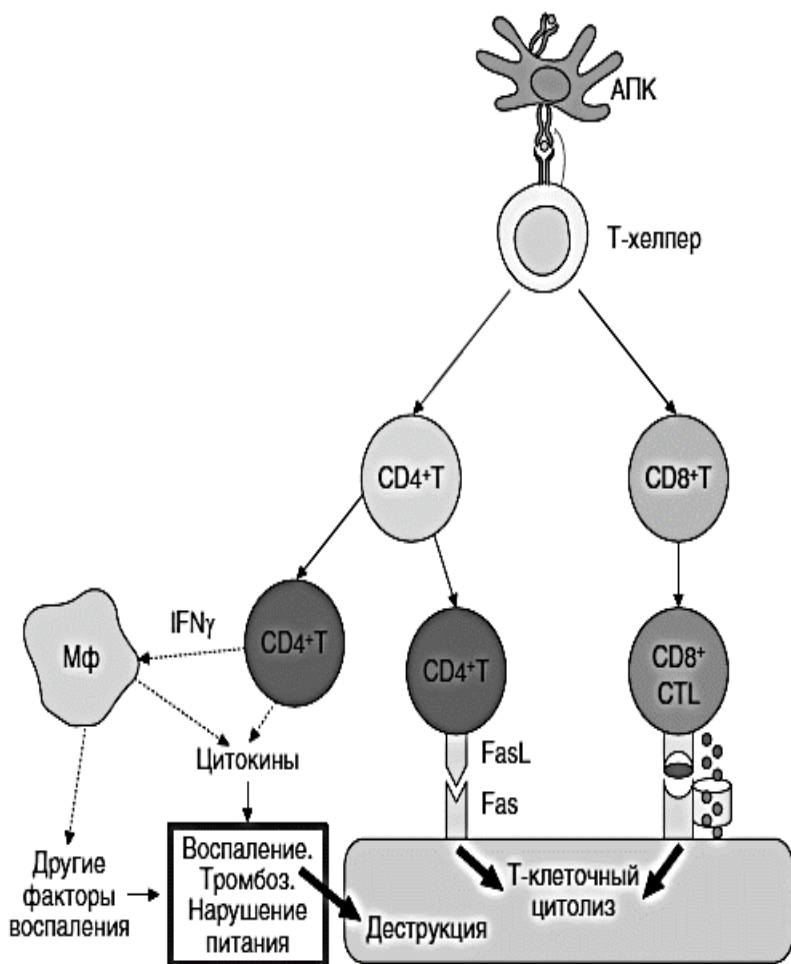 АПК
Т-хелпер
CD4⁺T
CD8⁺T
IFNγ
Мф
CD4⁺T
CD4⁺T
CD8⁺
CTL
Цитокины
FasL
Fas
Другие
факторы
воспаления
Воспаление.
Тромбоз.
Нарушение
питания
Т-клеточный
цитолиз
Деструкция